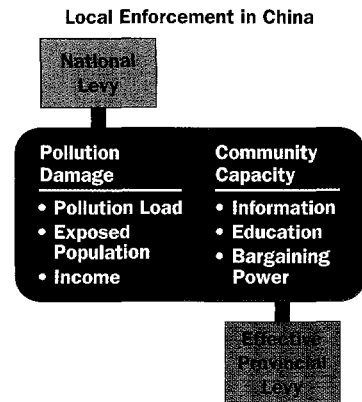 Local Enforcement in China
National
Levy
Pollution
Damage
• Pollution Load
• Exposed
Population
• Income
Community
Capacity
• Information
• Education
• Bargaining
Power
Effective
Provincial
Levy